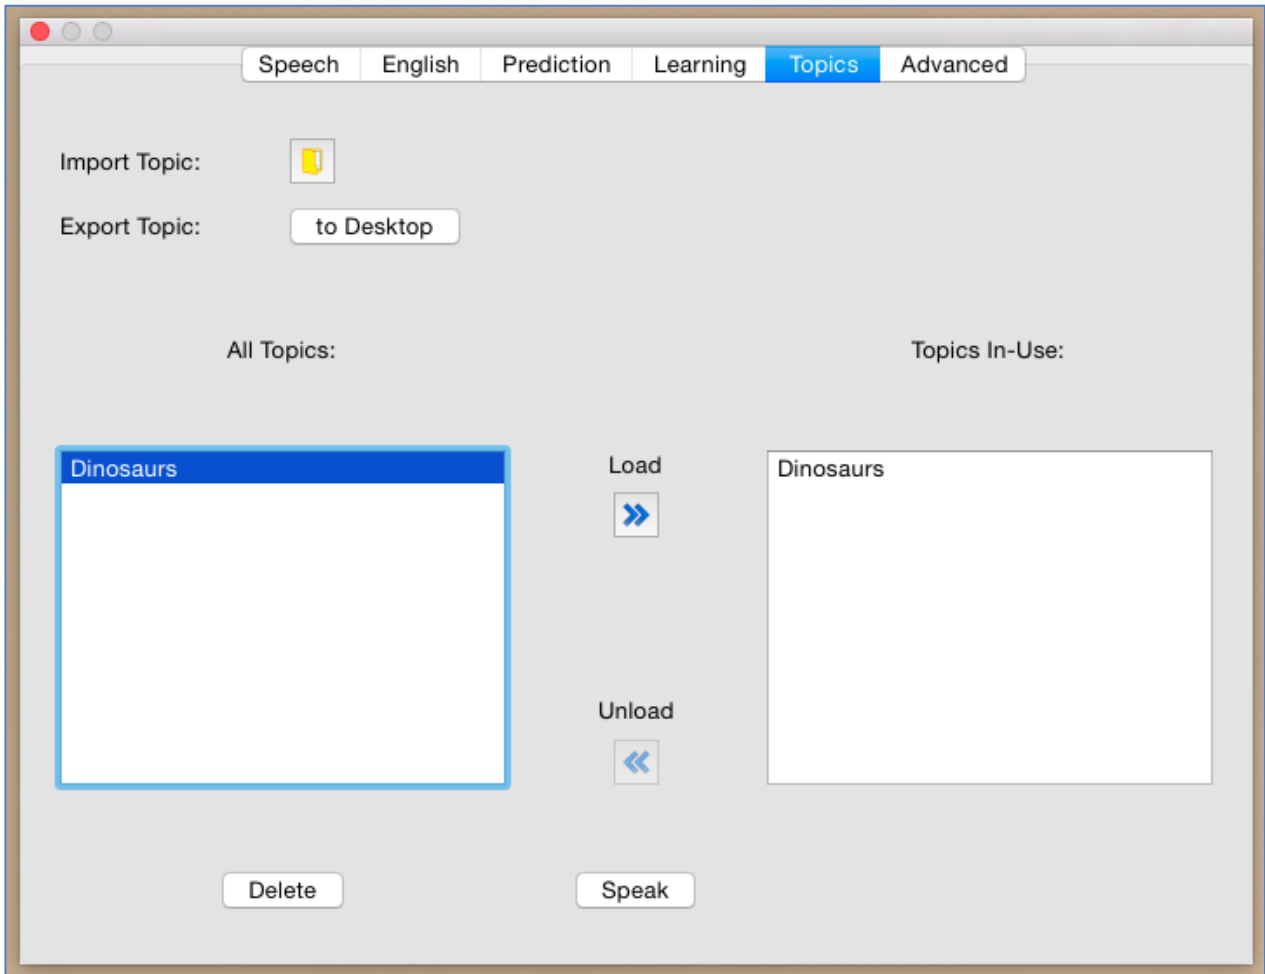 Speech English Prediction Learning Topics Advanced
Import Topic:
Export Topic: to Desktop
All Topics: Topics In-Use:
Dinosaurs Load Dinosaurs
Unload
Delete Speak